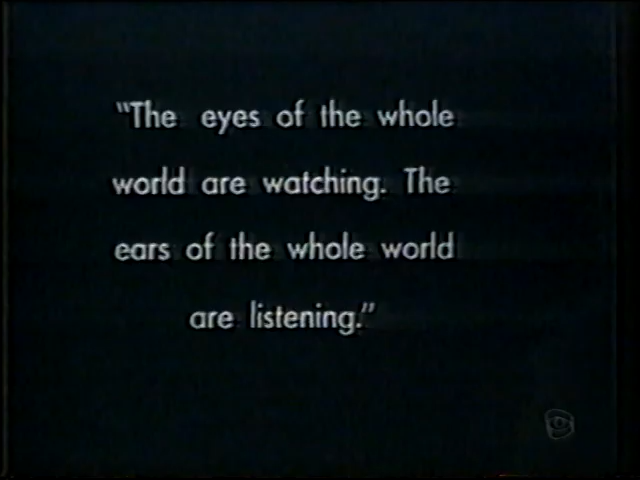 "The eyes of the whole
world are watching. The
ears of the whole world
are listening."